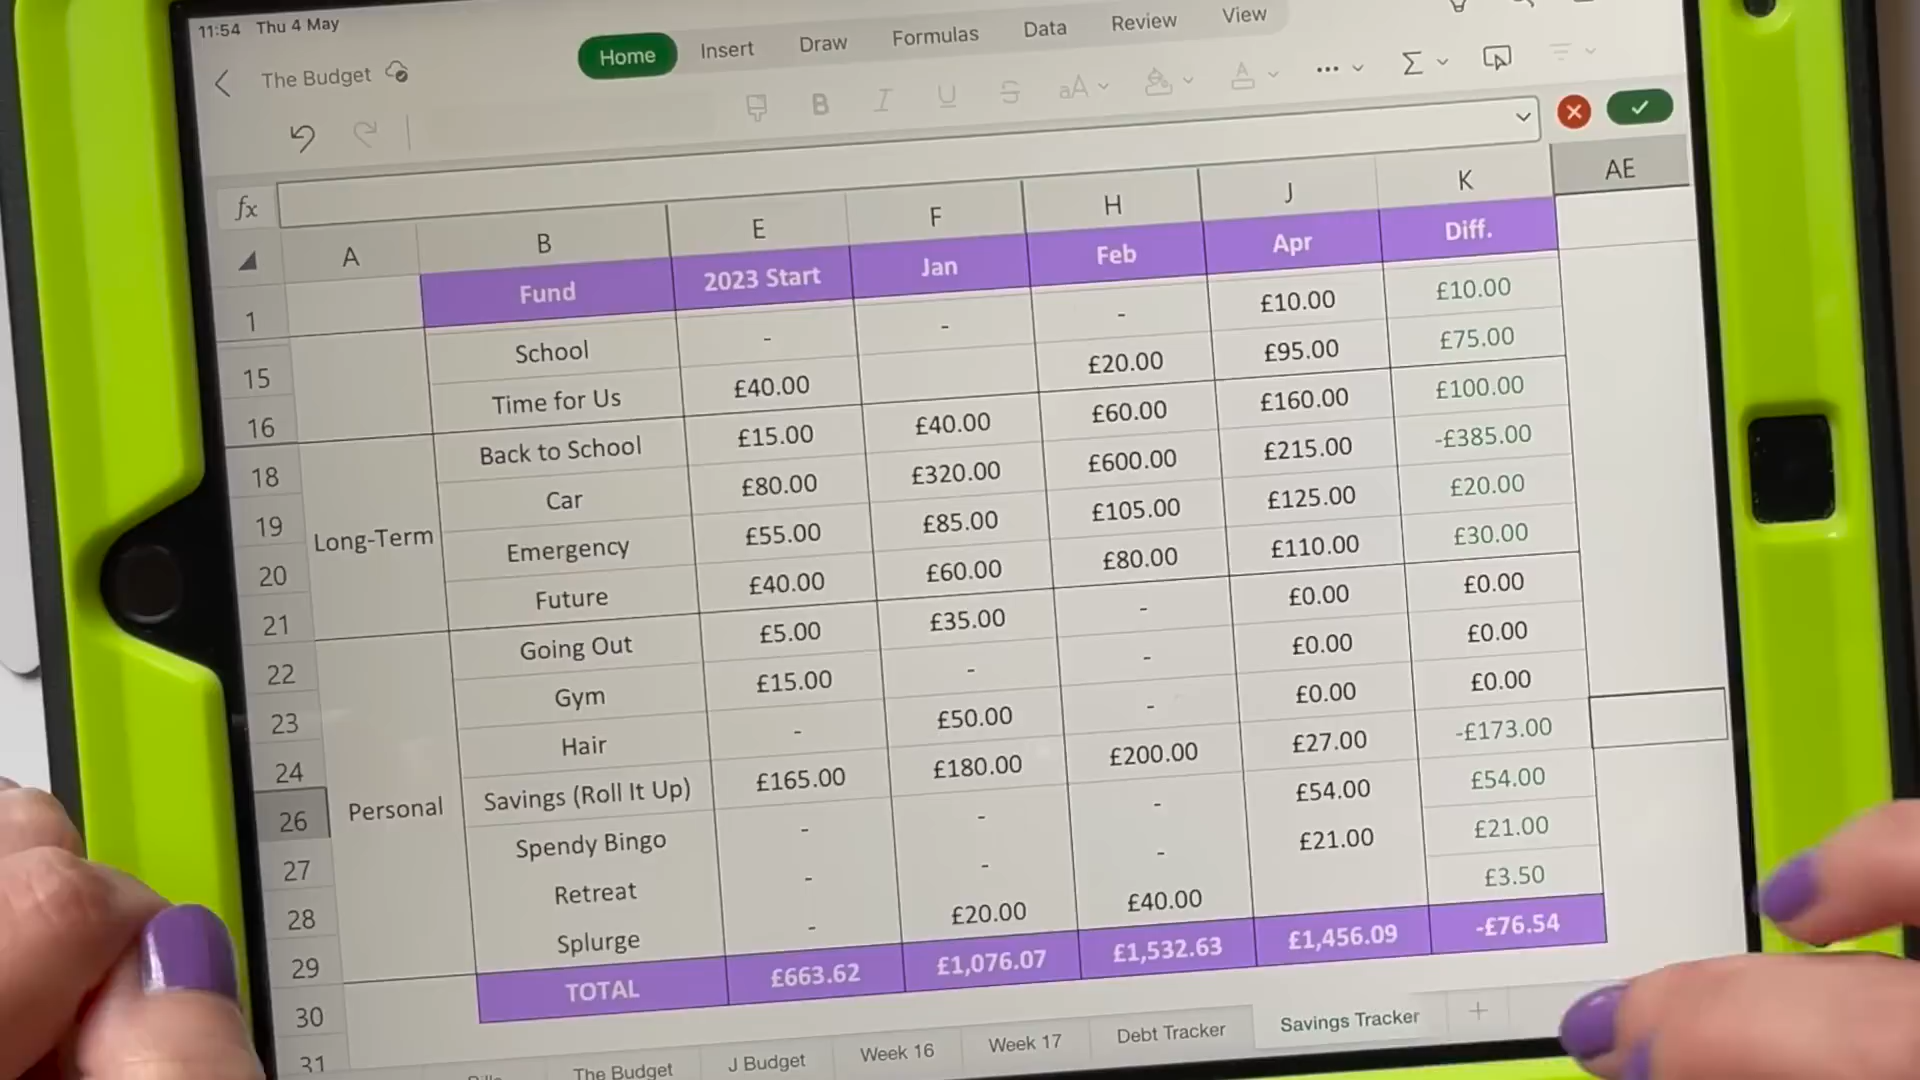 11:54 Thu 4 May
The Budget
Home Insert Draw Formulas Data Review View
B I U S aA A ... Σ
fx
A B E F H J K AE
1 Fund 2023 Start Jan Feb Apr Diff.
15 School - - - £10.00 £10.00
16 Time for Us £40.00 £20.00 £95.00 £75.00
18 Back to School £15.00 £40.00 £60.00 £160.00 £100.00
19 Car £80.00 £320.00 £600.00 £215.00 -£385.00
20 Long-Term Emergency £55.00 £85.00 £105.00 £125.00 £20.00
21 Future £40.00 £60.00 £80.00 £110.00 £30.00
22 Going Out £5.00 £35.00 - £0.00 £0.00
23 Gym £15.00 - - £0.00 £0.00
24 Hair - £50.00 - £0.00 £0.00
26 Personal Savings (Roll It Up) £165.00 £180.00 £200.00 £27.00 -£173.00
27 Spendy Bingo - - - £54.00 £54.00
28 Retreat - - - £21.00 £21.00
29 Splurge - £20.00 £40.00 £3.50
30 TOTAL £663.62 £1,076.07 £1,532.63 £1,456.09 -£76.54
31
The Budget J Budget Week 16 Week 17 Debt Tracker Savings Tracker +